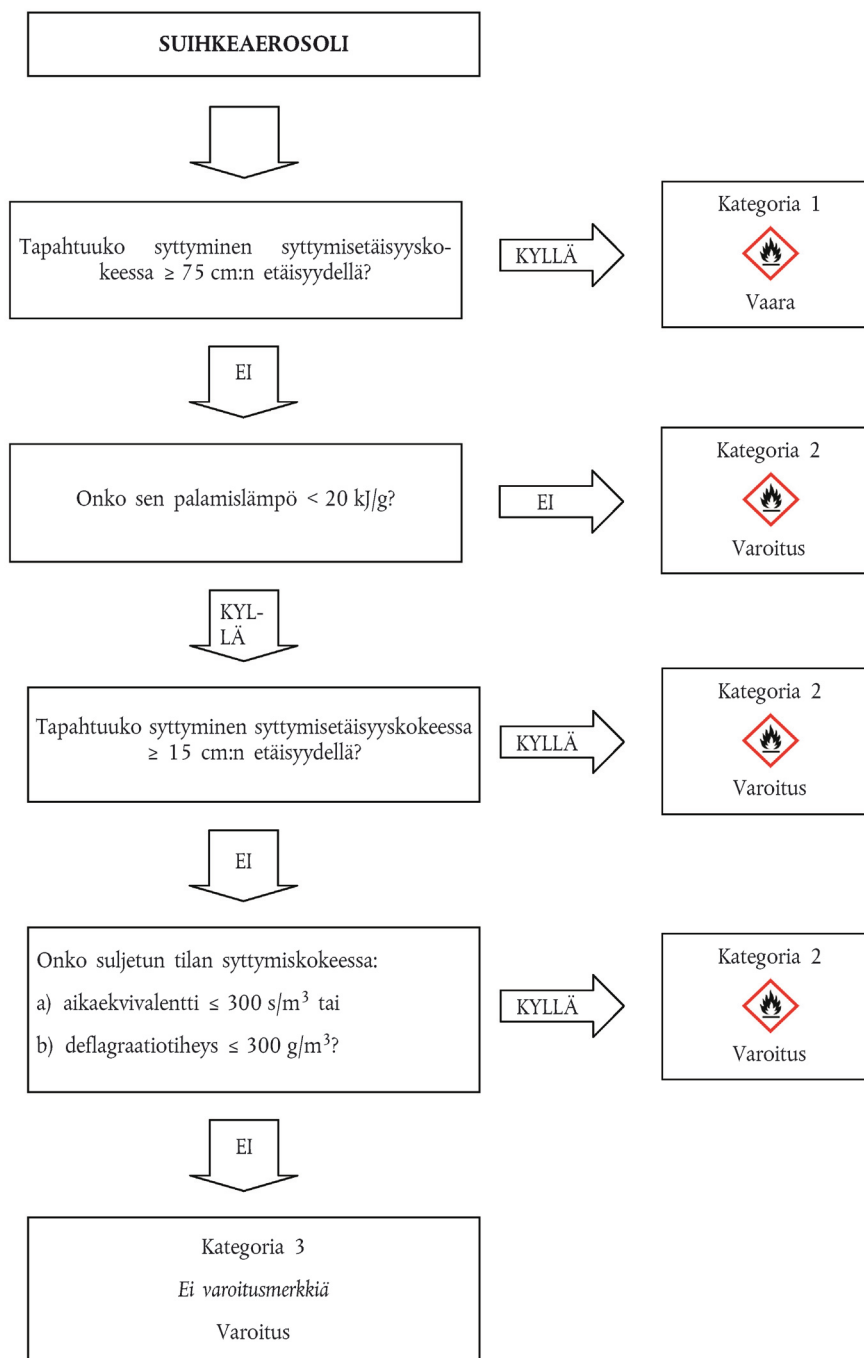 SUIHKEAEROSOLI
Tapahtuuko syttyminen syttymisetäisyysko-
keessa ≥ 75 cm:n etäisyydellä?
KYLLÄ
Kategoria 1
Vaara
EI
Onko sen palamislämpö < 20 kJ/g?
EI
Kategoria 2
Varoitus
KYL-
LÄ
Tapahtuuko syttyminen syttymisetäisyyskokeessa
≥ 15 cm:n etäisyydellä?
KYLLÄ
Kategoria 2
Varoitus
EI
Onko suljetun tilan syttymiskokeessa:
a) aikaekvivalentti ≤ 300 s/m³ tai
b) deflagraatiotiheys ≤ 300 g/m³?
KYLLÄ
Kategoria 2
Varoitus
EI
Kategoria 3
Ei varoitusmerkkiä
Varoitus